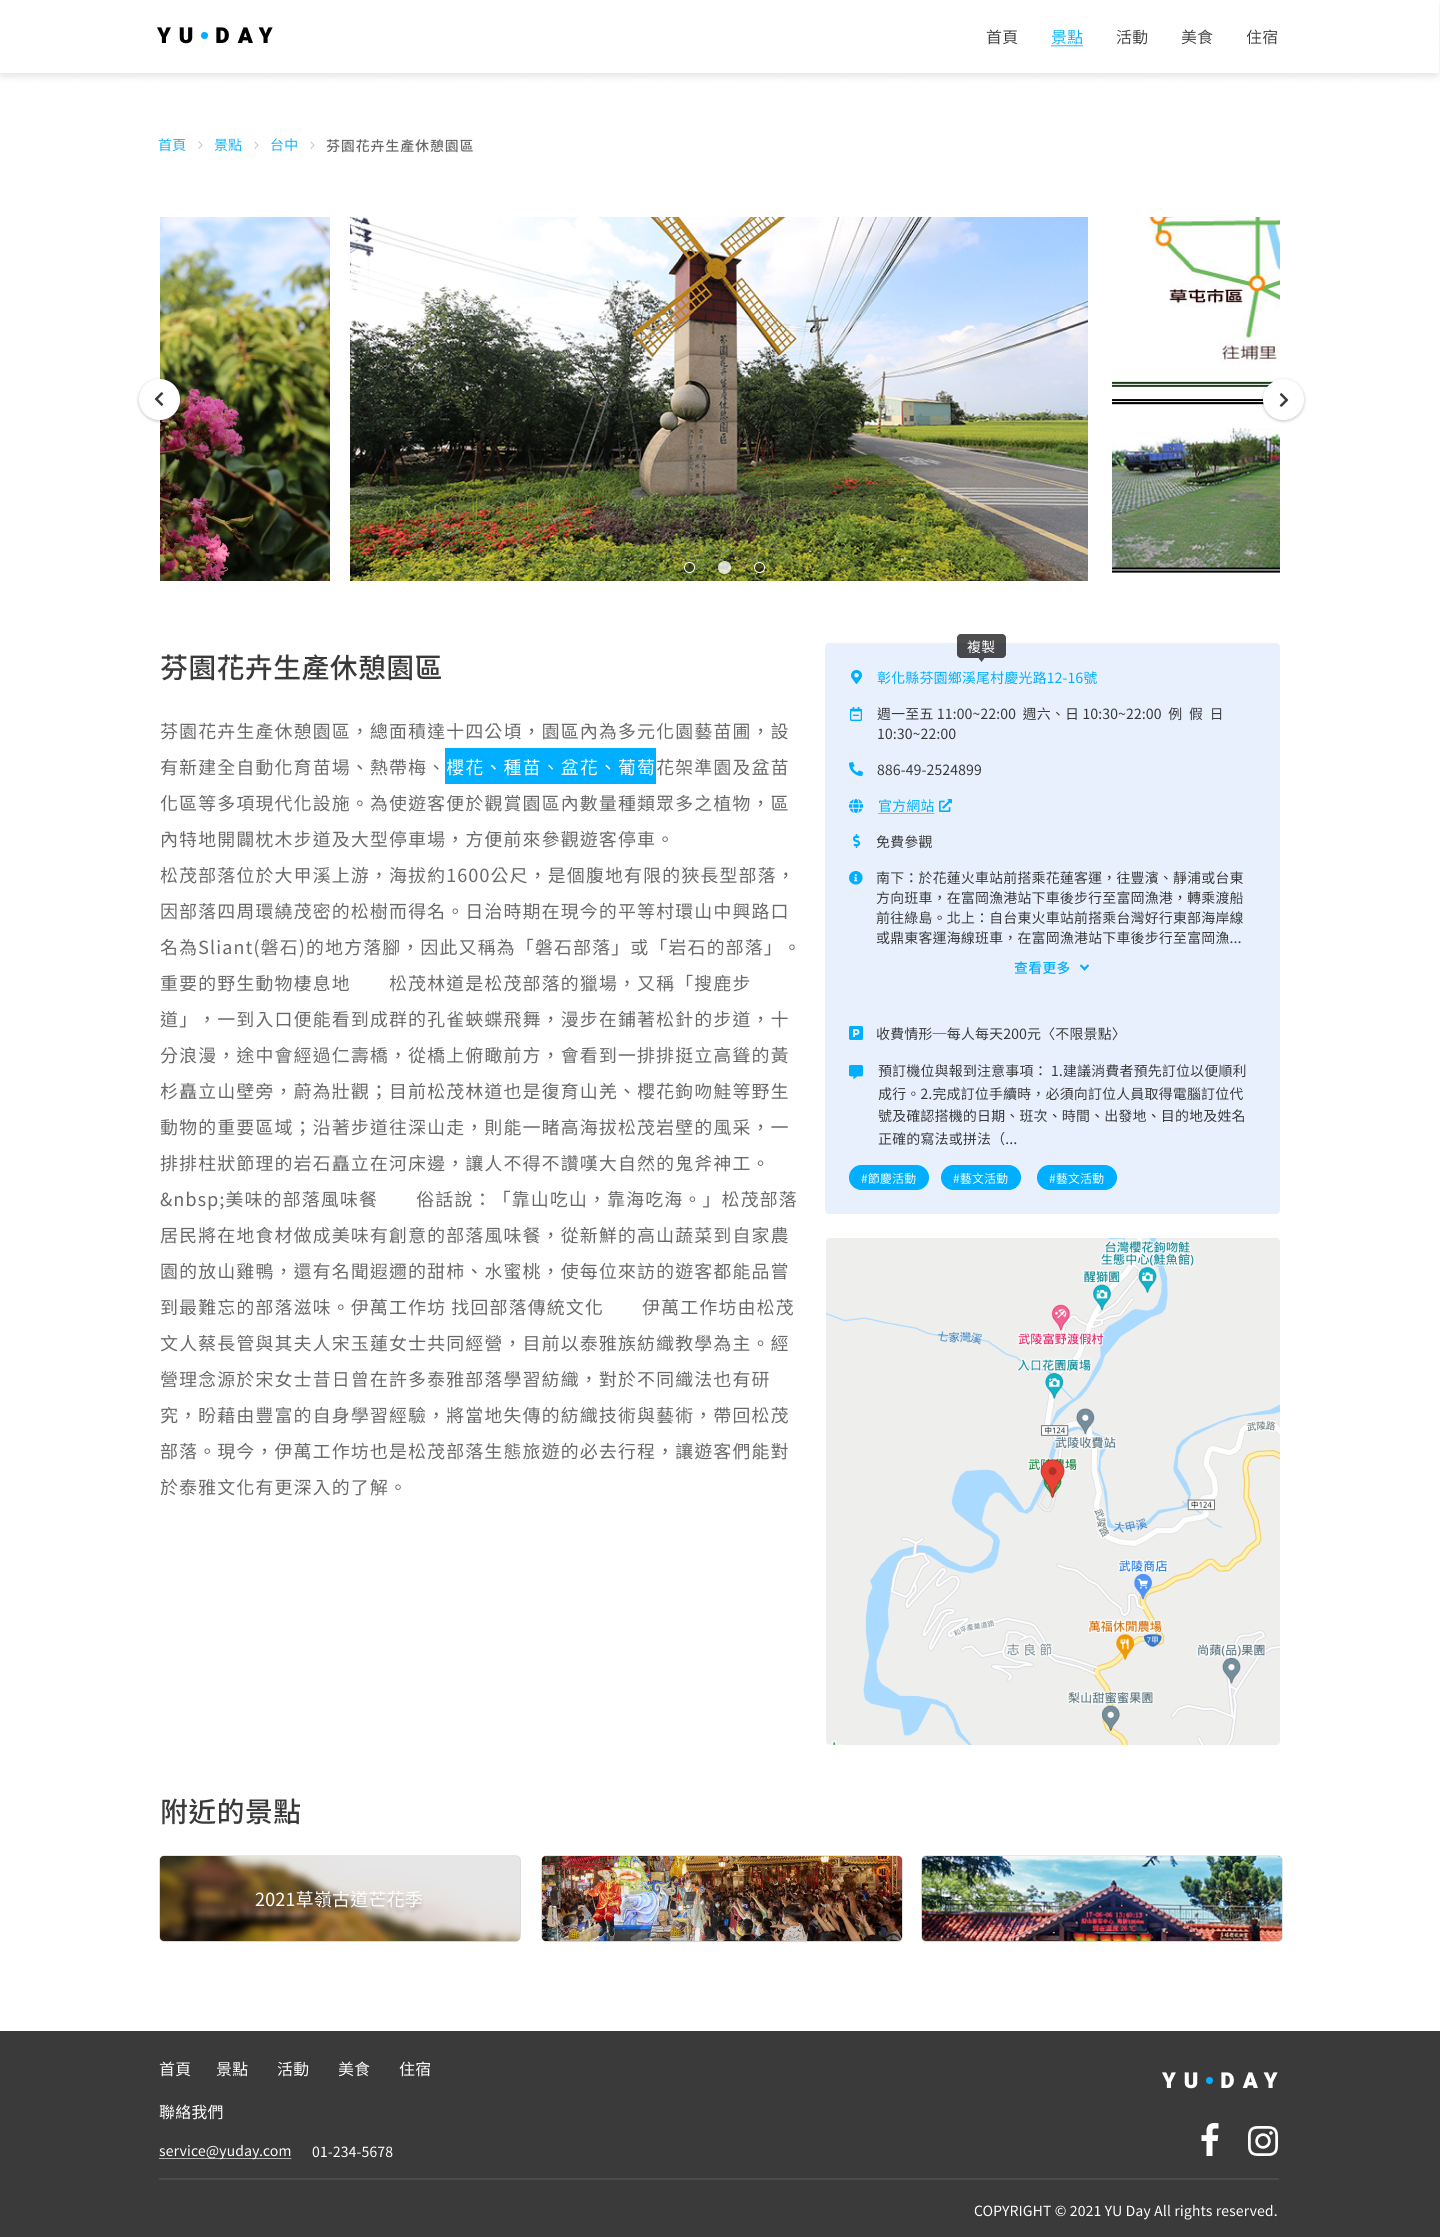 YU•DAY
首頁 景點 活動 美食 住宿
首頁 › 景點 › 台中 › 芬園花卉生產休憩園區
芬園花卉生產休憩園區
草屯市區
往埔里
芬園花卉生產休憩園區
芬園花卉生產休憩園區，總面積達十四公頃，園區內為多元化園藝苗圃，設
有新建全自動化育苗場、熱帶梅、櫻花、種苗、盆花、葡萄花架準園及盆苗
化區等多項現代化設施。為使遊客便於觀賞園區內數量種類眾多之植物，區
內特地開闢枕木步道及大型停車場，方便前來參觀遊客停車。
松茂部落位於大甲溪上游，海拔約1600公尺，是個腹地有限的狹長型部落，
因部落四周環繞茂密的松樹而得名。日治時期在現今的平等村環山中興路口
名為Sliant(磐石)的地方落腳，因此又稱為「磐石部落」或「岩石的部落」。
重要的野生動物棲息地　　松茂林道是松茂部落的獵場，又稱「搜鹿步
道」，一到入口便能看到成群的孔雀蛺蝶飛舞，漫步在鋪著松針的步道，十
分浪漫，途中會經過仁壽橋，從橋上俯瞰前方，會看到一排排挺立高聳的黃
杉矗立山壁旁，蔚為壯觀；目前松茂林道也是復育山羌、櫻花鉤吻鮭等野生
動物的重要區域；沿著步道往深山走，則能一睹高海拔松茂岩壁的風采，一
排排柱狀節理的岩石矗立在河床邊，讓人不得不讚嘆大自然的鬼斧神工。
&nbsp;美味的部落風味餐　　俗話說：「靠山吃山，靠海吃海。」松茂部落
居民將在地食材做成美味有創意的部落風味餐，從新鮮的高山蔬菜到自家農
園的放山雞鴨，還有名聞遐邇的甜柿、水蜜桃，使每位來訪的遊客都能品嘗
到最難忘的部落滋味。伊萬工作坊 找回部落傳統文化　　伊萬工作坊由松茂
文人蔡長管與其夫人宋玉蓮女士共同經營，目前以泰雅族紡織教學為主。經
營理念源於宋女士昔日曾在許多泰雅部落學習紡織，對於不同織法也有研
究，盼藉由豐富的自身學習經驗，將當地失傳的紡織技術與藝術，帶回松茂
部落。現今，伊萬工作坊也是松茂部落生態旅遊的必去行程，讓遊客們能對
於泰雅文化有更深入的了解。
複製
彰化縣芬園鄉溪尾村慶光路12-16號
週一至五 11:00~22:00 週六、日 10:30~22:00 例 假 日
10:30~22:00
886-49-2524899
官方網站
免費參觀
南下：於花蓮火車站前搭乘花蓮客運，往豐濱、靜浦或台東
方向班車，在富岡漁港站下車後步行至富岡漁港，轉乘渡船
前往綠島。北上：自台東火車站前搭乘台灣好行東部海岸線
或鼎東客運海線班車，在富岡漁港站下車後步行至富岡漁...
查看更多
收費情形─每人每天200元〈不限景點〉
預訂機位與報到注意事項： 1.建議消費者預先訂位以便順利
成行。2.完成訂位手續時，必須向訂位人員取得電腦訂位代
號及確認搭機的日期、班次、時間、出發地、目的地及姓名
正確的寫法或拼法（...
#節慶活動 #藝文活動 #藝文活動
台灣櫻花鉤吻鮭
生態中心(鮭魚館)
醒獅園
七家灣溪
武陵富野渡假村
入口花園廣場
武陵路
中124
武陵收費站
武陵農場
中124
武陵路
大甲溪
武陵商店
和平產業道路
萬福休閒農場
7甲
志良節
尚蘋(品)果園
梨山甜蜜蜜果園
附近的景點
2021草嶺古道芒花季
17-06-06 13:40:13
首頁 景點 活動 美食 住宿
YU•DAY
聯絡我們
service@yuday.com 01-234-5678
COPYRIGHT © 2021 YU Day All rights reserved.